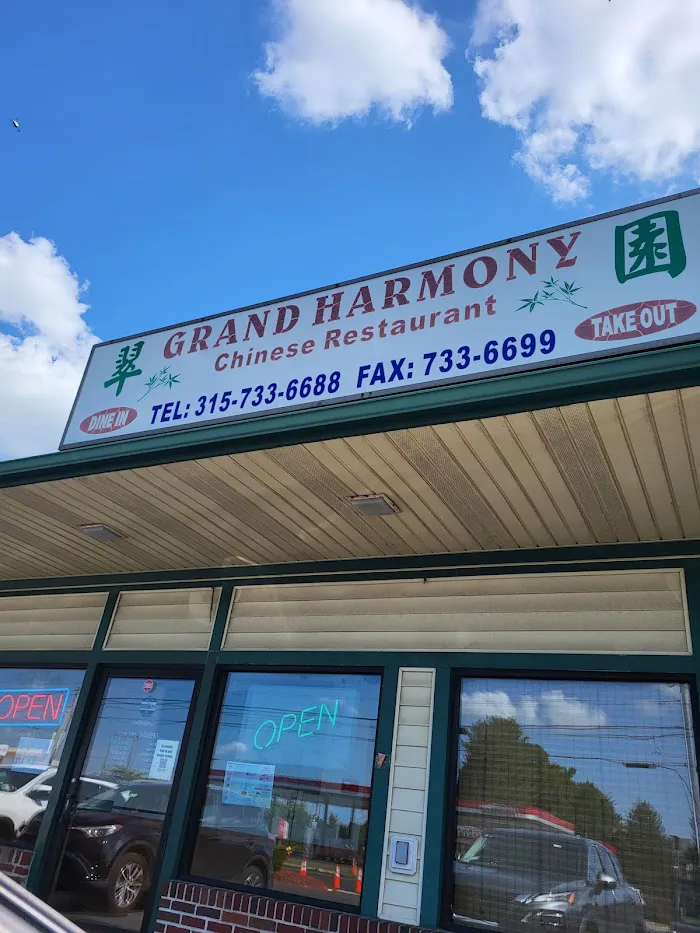 翠 園
GRAND HARMONY
Chinese Restaurant
TEL: 315-733-6688 FAX: 733-6699
DINE IN
TAKE OUT
OPEN
OPEN